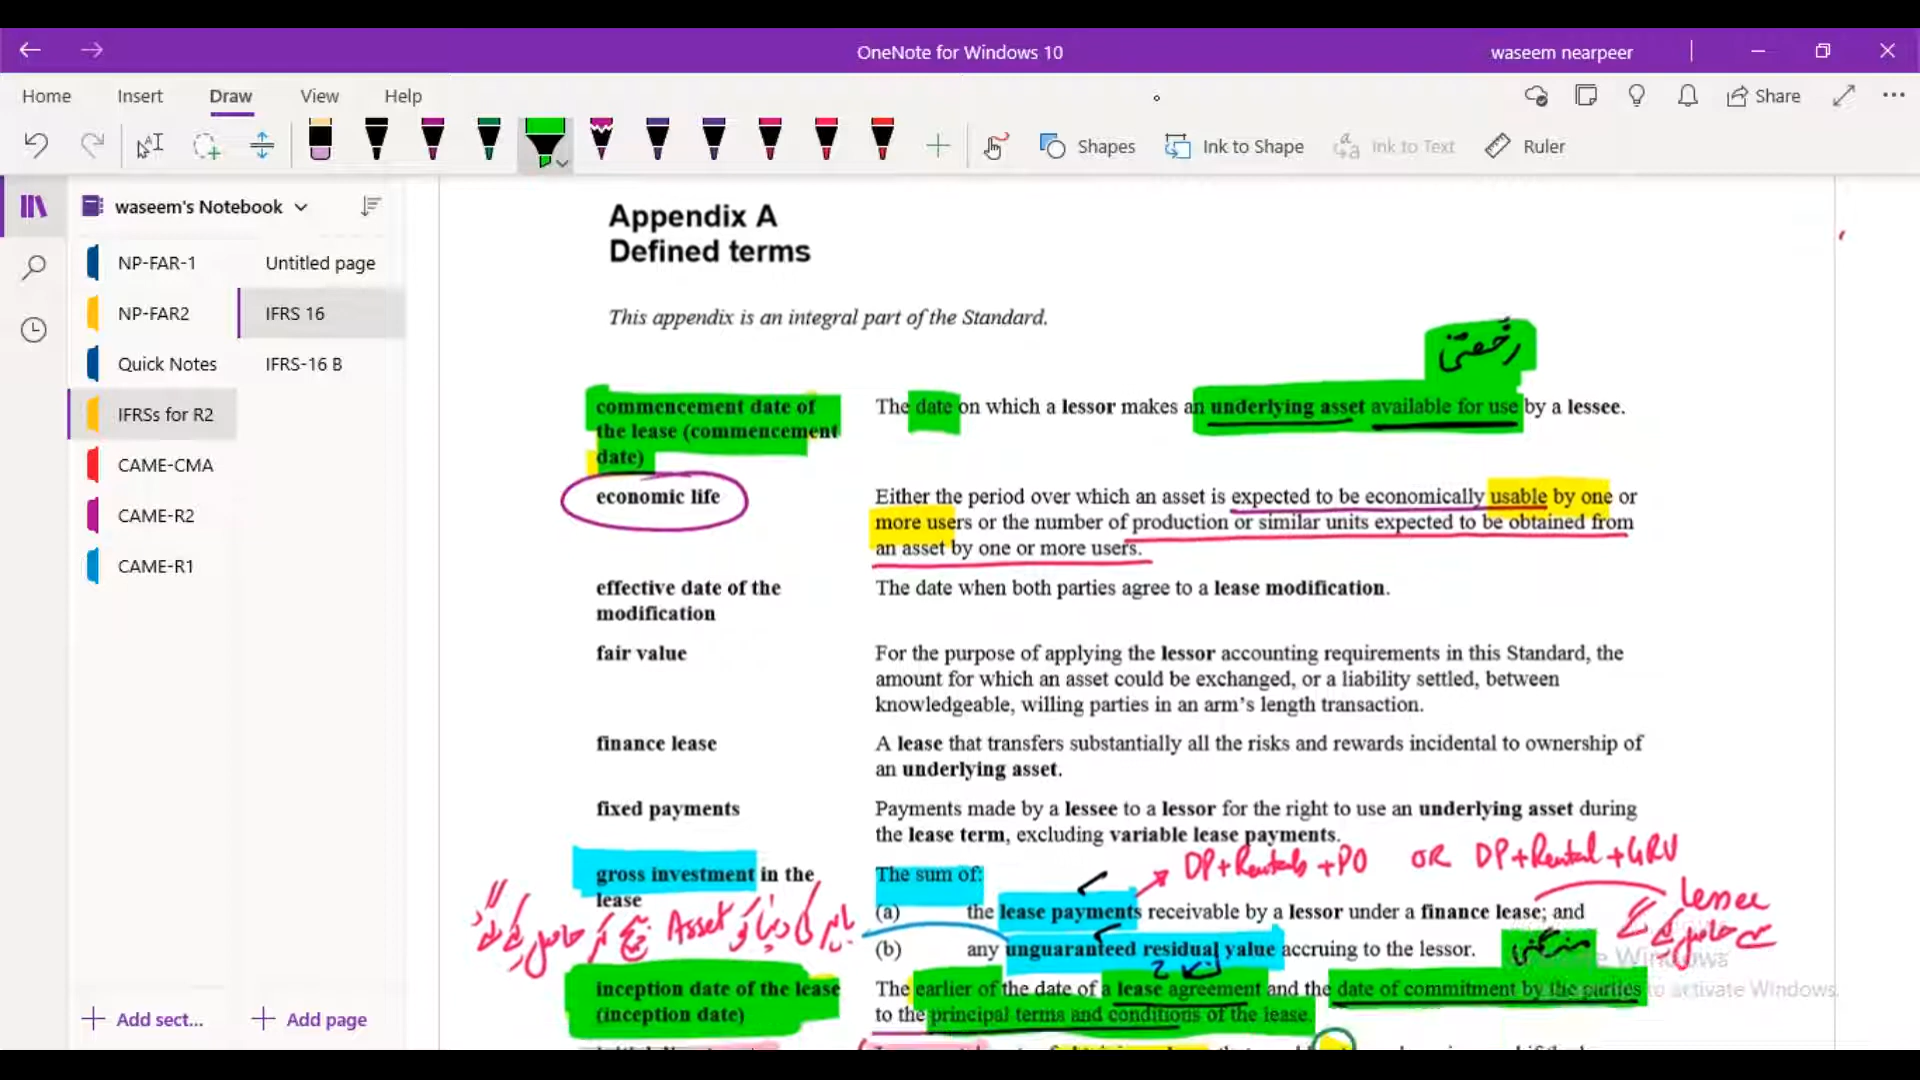 OneNote for Windows 10
waseem nearpeer
Home Insert Draw View Help
Share
Shapes
Ink to Shape
Ink to Text
Ruler
waseem's Notebook
NP-FAR-1
NP-FAR2
Quick Notes
IFRSs for R2
CAME-CMA
CAME-R2
CAME-R1
Untitled page
IFRS 16
IFRS-16 B
Add sect...
Add page
Appendix A
Defined terms
This appendix is an integral part of the Standard.
رخصتی
commencement date of the lease (commencement date)
The date on which a lessor makes an underlying asset available for use by a lessee.
economic life
Either the period over which an asset is expected to be economically usable by one or
more users or the number of production or similar units expected to be obtained from
an asset by one or more users.
effective date of the modification
The date when both parties agree to a lease modification.
fair value
For the purpose of applying the lessor accounting requirements in this Standard, the
amount for which an asset could be exchanged, or a liability settled, between
knowledgeable, willing parties in an arm's length transaction.
finance lease
A lease that transfers substantially all the risks and rewards incidental to ownership of
an underlying asset.
fixed payments
Payments made by a lessee to a lessor for the right to use an underlying asset during
the lease term, excluding variable lease payments.
DP+Rentals+PO OR DP+Rental+GRV
gross investment in the lease
The sum of:
(a) the lease payments receivable by a lessor under a finance lease; and
lessee
(b) any unguaranteed residual value accruing to the lessor.
Asset
منگنی
inception date of the lease (inception date)
The earlier of the date of a lease agreement and the date of commitment by the parties
to the principal terms and conditions of the lease.